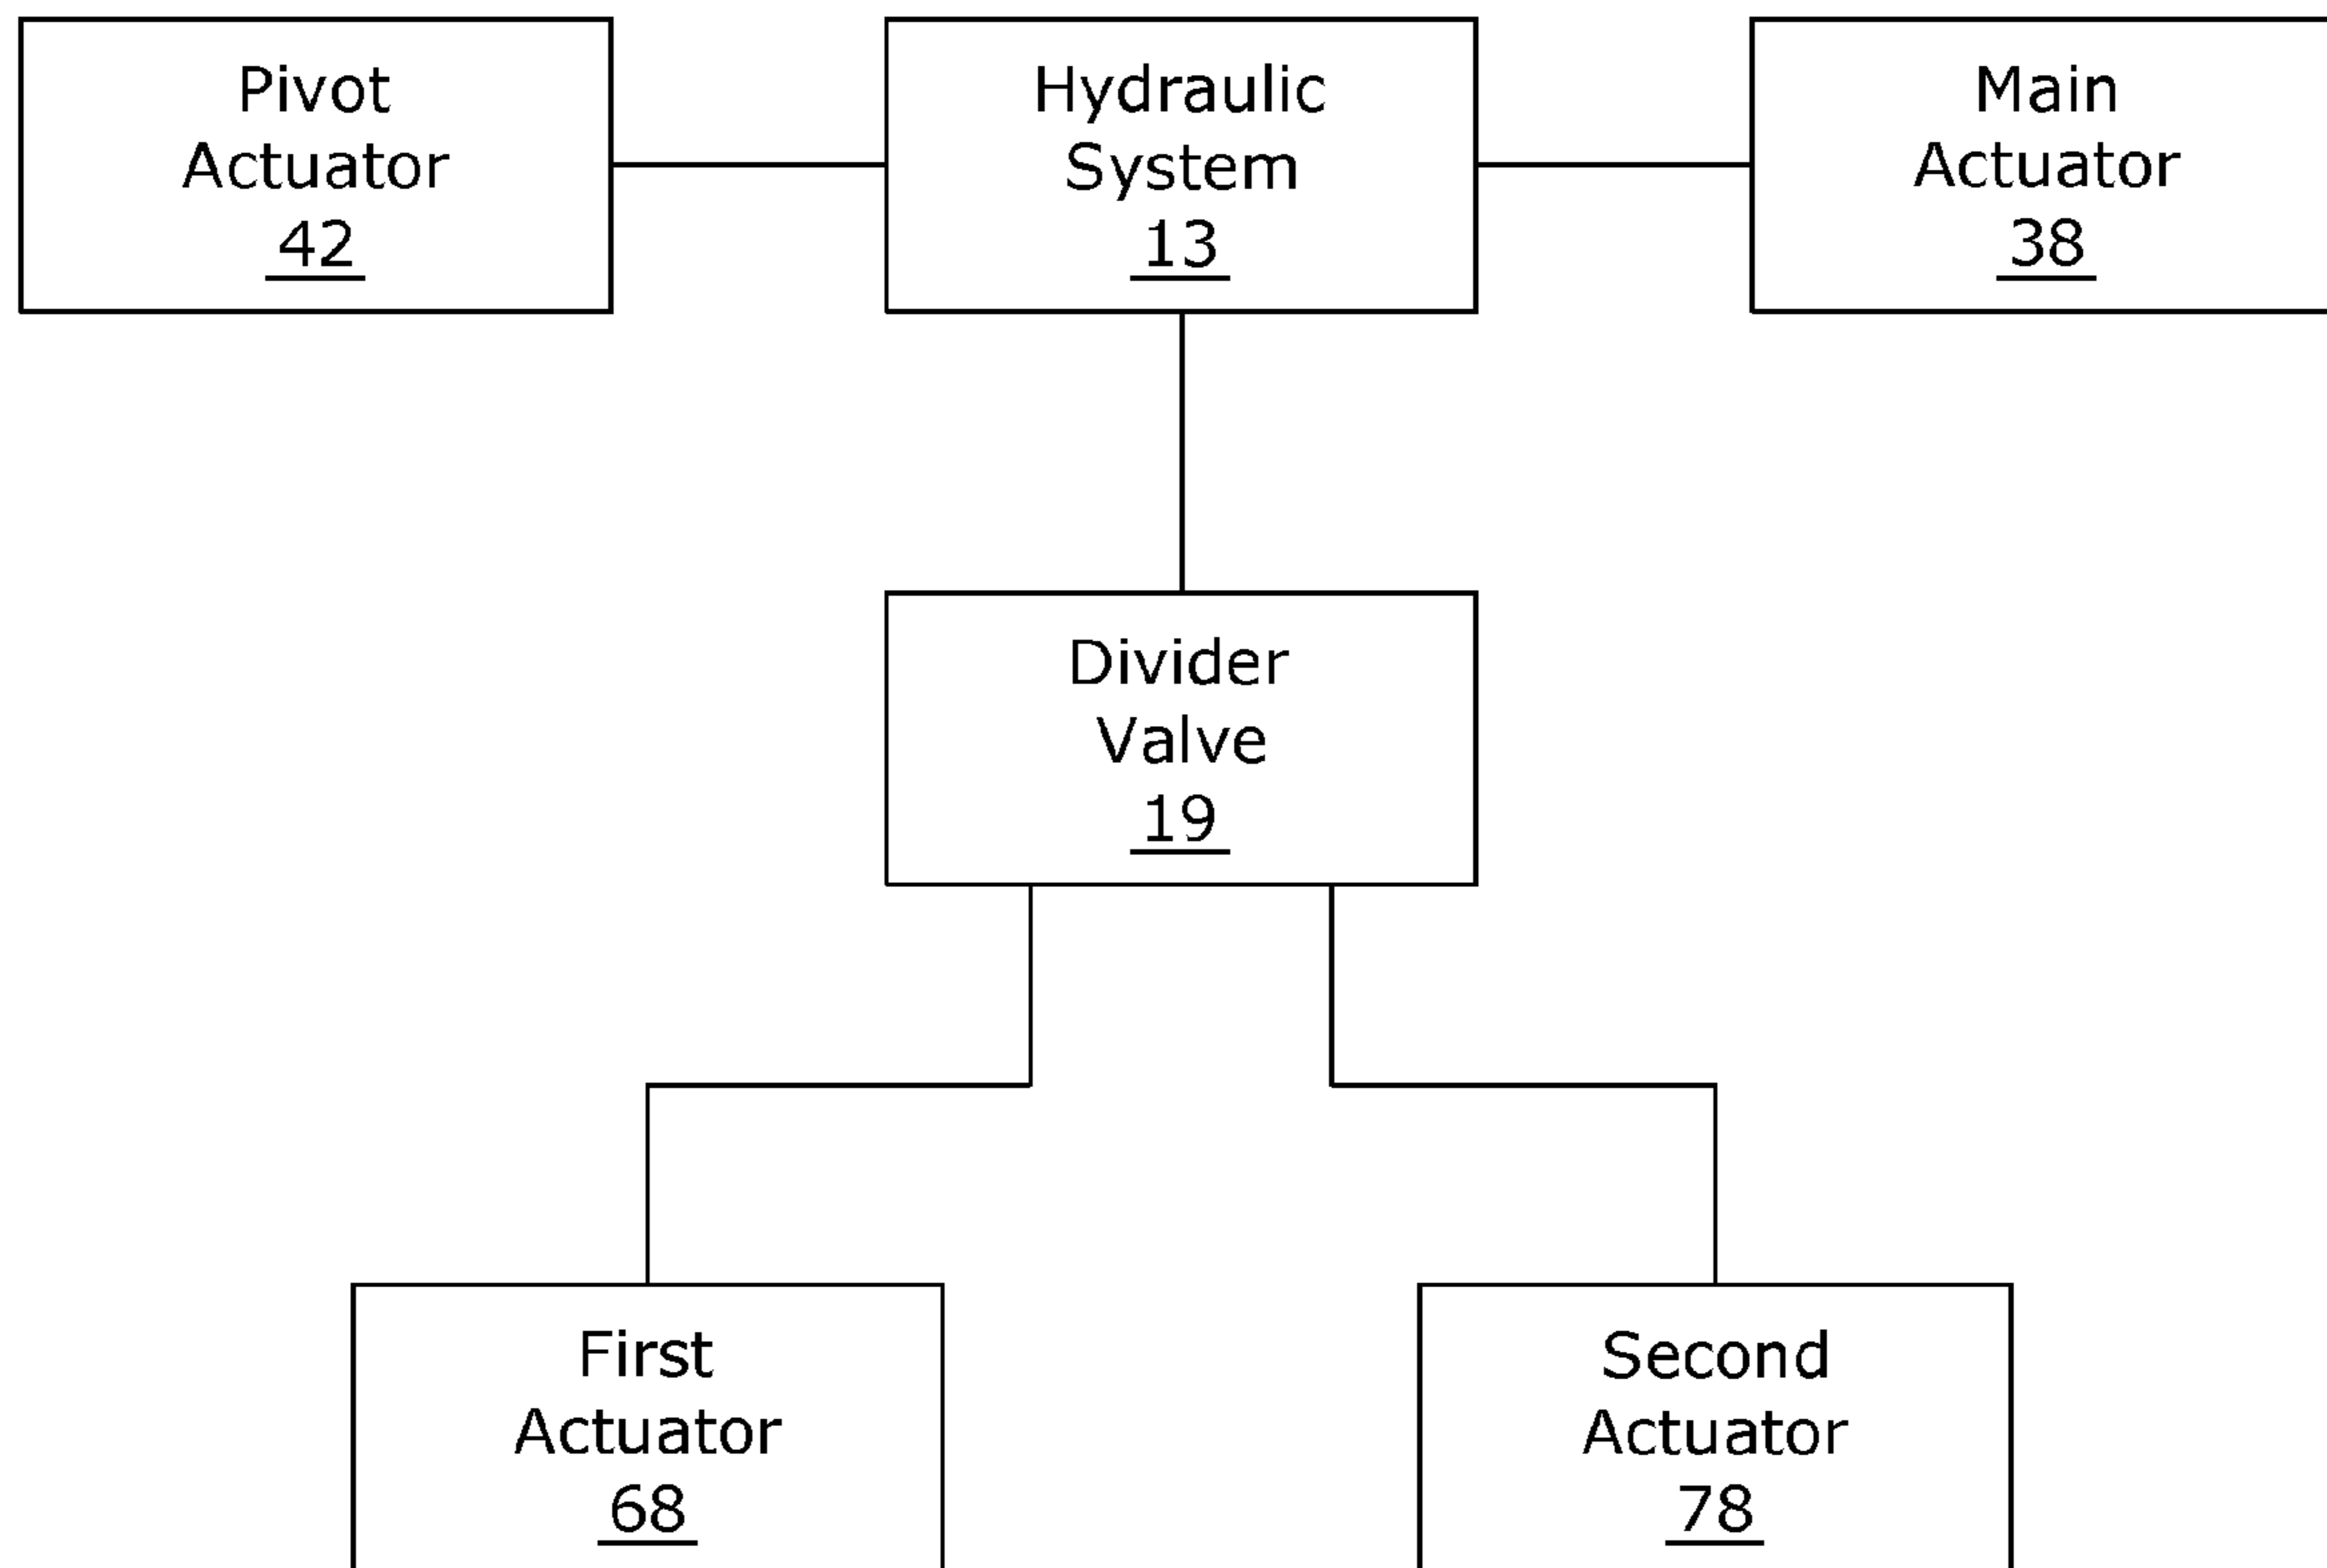 Pivot
Actuator
42
Hydraulic
System
13
Main
Actuator
38
Divider
Valve
19
First
Actuator
68
Second
Actuator
78